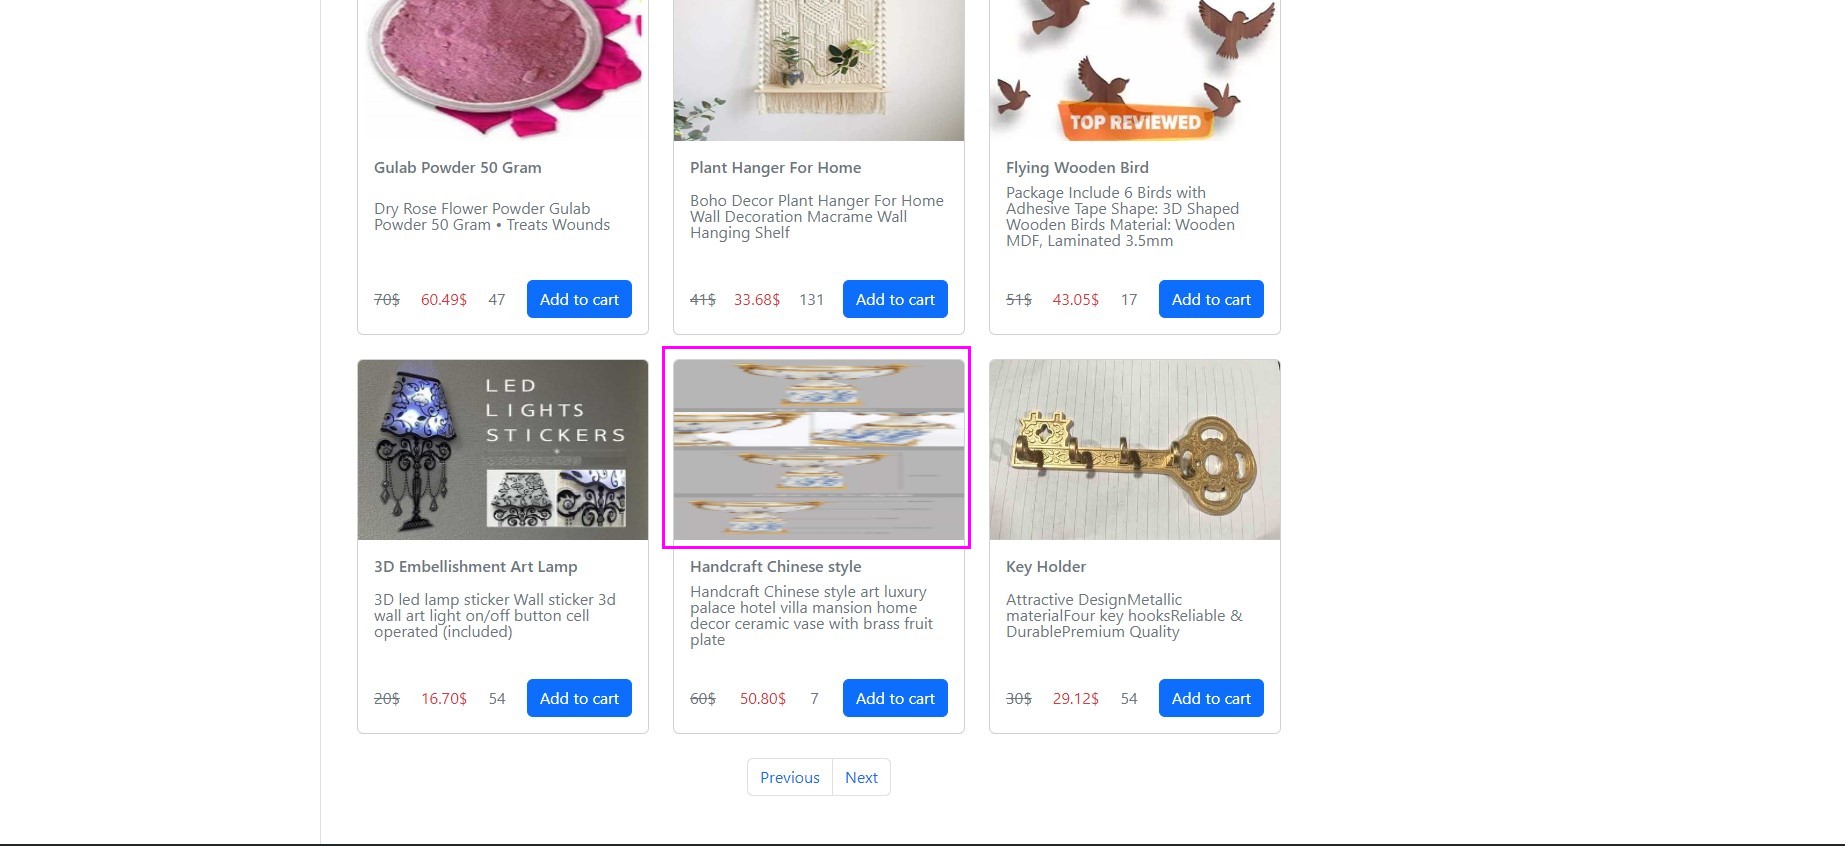 TOP REVIEWED
Gulab Powder 50 Gram
Dry Rose Flower Powder Gulab
Powder 50 Gram • Treats Wounds
70$ 60.49$ 47 Add to cart
Plant Hanger For Home
Boho Decor Plant Hanger For Home
Wall Decoration Macrame Wall
Hanging Shelf
41$ 33.68$ 131 Add to cart
Flying Wooden Bird
Package Include 6 Birds with
Adhesive Tape Shape: 3D Shaped
Wooden Birds Material: Wooden
MDF, Laminated 3.5mm
51$ 43.05$ 17 Add to cart
LED
LIGHTS
STICKERS
3D Embellishment Art Lamp
3D led lamp sticker Wall sticker 3d
wall art light on/off button cell
operated (included)
20$ 16.70$ 54 Add to cart
Handcraft Chinese style
Handcraft Chinese style art luxury
palace hotel villa mansion home
decor ceramic vase with brass fruit
plate
60$ 50.80$ 7 Add to cart
Key Holder
Attractive DesignMetallic
materialFour key hooksReliable &
DurablePremium Quality
30$ 29.12$ 54 Add to cart
Previous Next